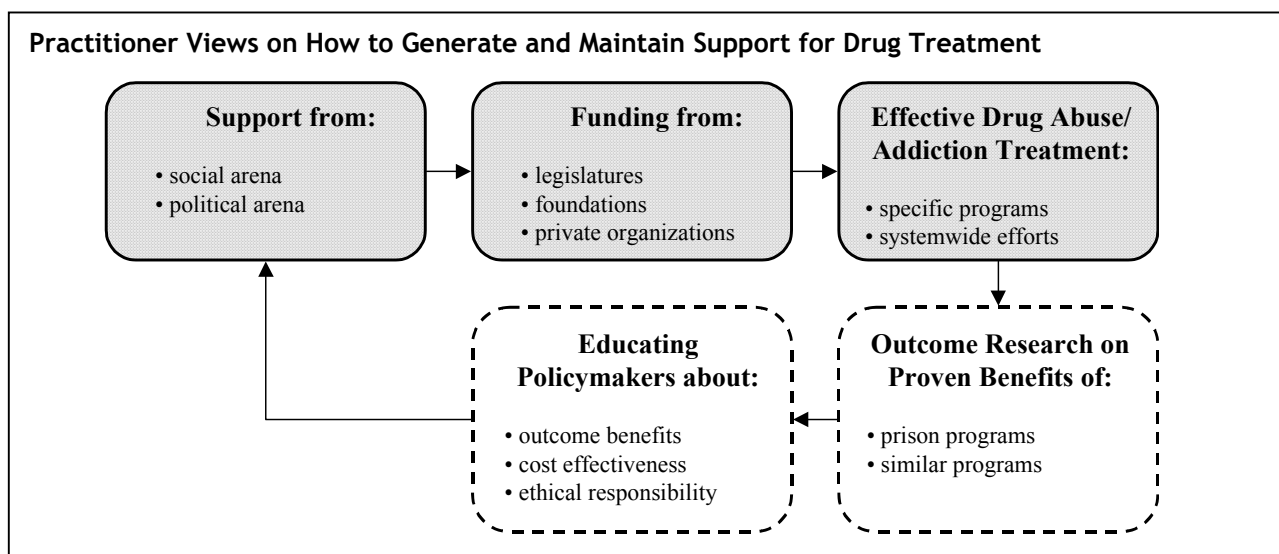 Practitioner Views on How to Generate and Maintain Support for Drug Treatment
Support from:
• social arena
• political arena
Funding from:
• legislatures
• foundations
• private organizations
Effective Drug Abuse/
Addiction Treatment:
• specific programs
• systemwide efforts
Outcome Research on
Proven Benefits of:
• prison programs
• similar programs
Educating
Policymakers about:
• outcome benefits
• cost effectiveness
• ethical responsibility